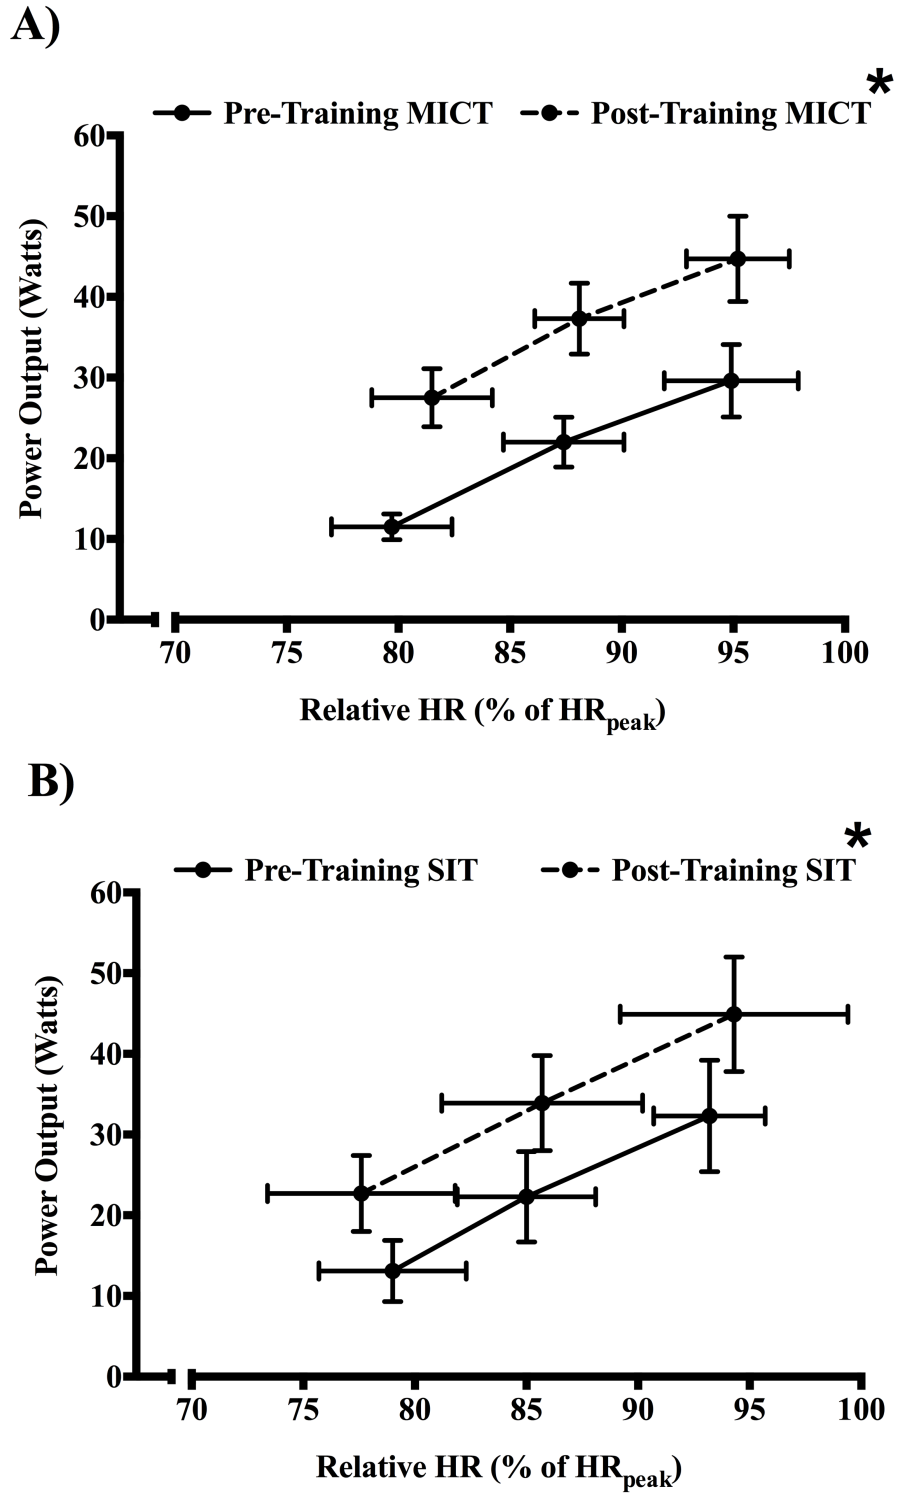 A)
*
Pre-Training MICT Post-Training MICT
60
50
40
30
20
10
0
Power Output (Watts)
70 75 80 85 90 95 100
Relative HR (% of HRpeak)
B)
*
Pre-Training SIT Post-Training SIT
60
50
40
30
20
10
0
Power Output (Watts)
70 75 80 85 90 95 100
Relative HR (% of HRpeak)